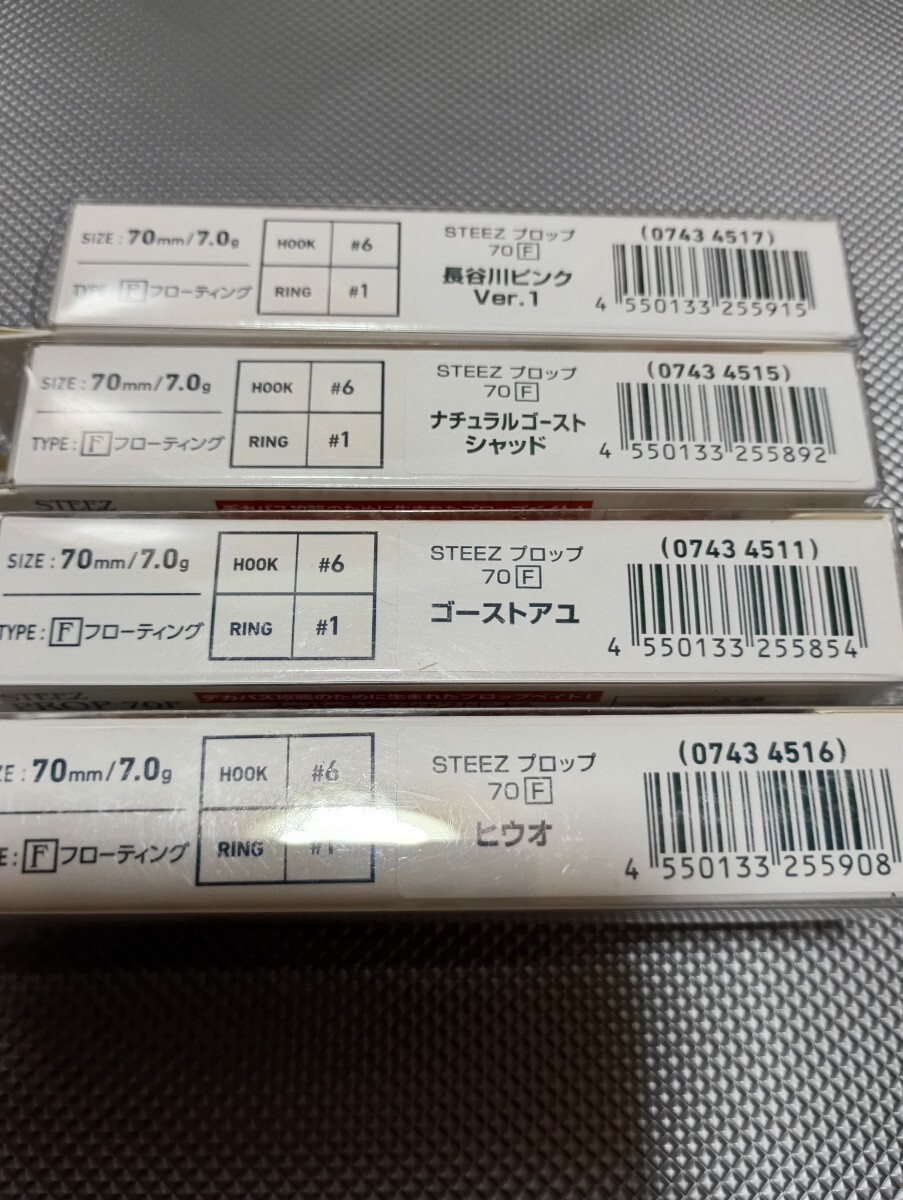 SIZE : 70mm/7.0g
TYPE : F フローティング
HOOK #6
RING #1
STEEZ プロップ
70 F
長谷川ピンク
Ver.1
(0743 4517)
4 550133 255915
SIZE : 70mm/7.0g
TYPE : F フローティング
HOOK #6
RING #1
STEEZ プロップ
70 F
ナチュラルゴースト
シャッド
(0743 4515)
4 550133 255892
STEEZ
SIZE : 70mm/7.0g
TYPE : F フローティング
HOOK #6
RING #1
STEEZ プロップ
70 F
ゴーストアユ
(0743 4511)
4 550133 255854
STEEZ
PROP 70F
デカバス攻略のために生まれたプロップベイト!
ZE : 70mm/7.0g
E : F フローティング
HOOK #6
RING #1
STEEZ プロップ
70 F
ヒウオ
(0743 4516)
4 550133 255908